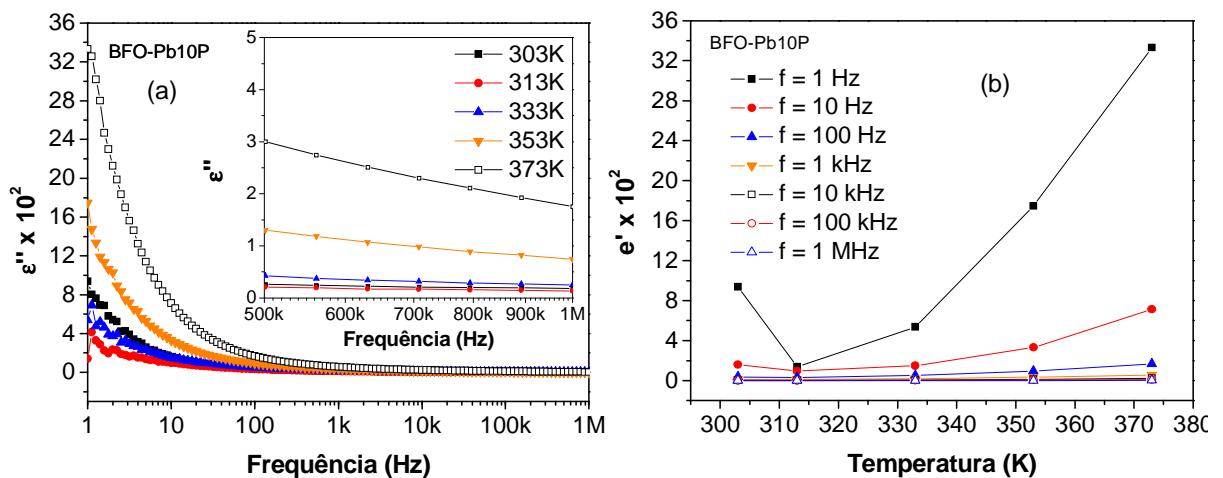 BFO-Pb10P
(a)
ε'' x 10²
36
32
28
24
20
16
12
8
4
0
1
10
100
1k
10k
100k
1M
Frequência (Hz)
ε''
5
4
3
2
1
0
500k
600k
700k
800k
900k
1M
Frequência (Hz)
303K
313K
333K
353K
373K
BFO-Pb10P
(b)
f = 1 Hz
f = 10 Hz
f = 100 Hz
f = 1 kHz
f = 10 kHz
f = 100 kHz
f = 1 MHz
e' x 10²
36
32
28
24
20
16
12
8
4
0
300
310
320
330
340
350
360
370
380
Temperatura (K)